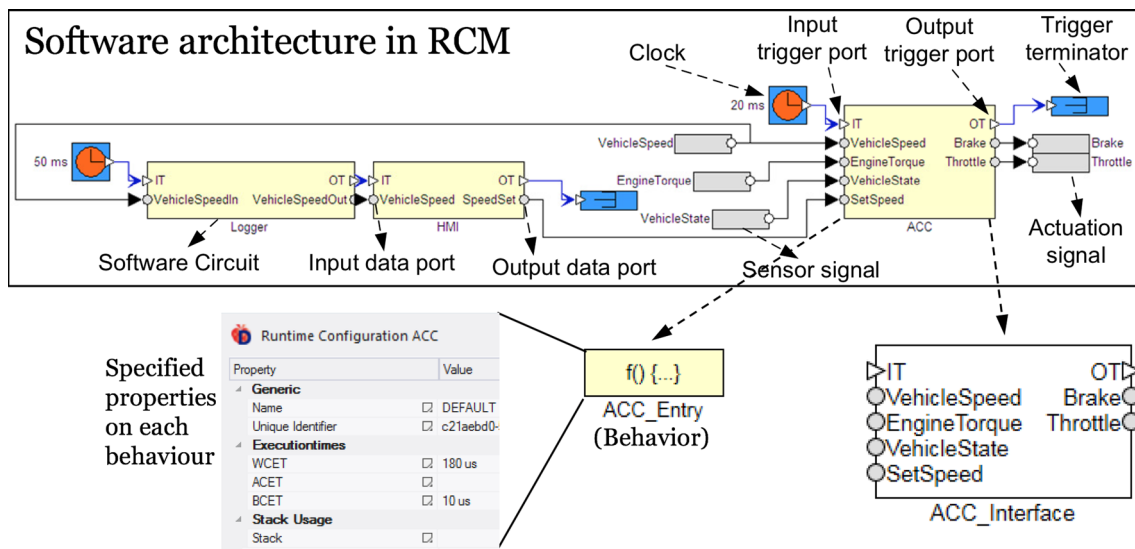 Software architecture in RCM
Clock
Input
trigger port
Output
trigger port
Trigger
terminator
20 ms
IT
OT
VehicleSpeed
VehicleSpeed
Brake
Brake
EngineTorque
EngineTorque
Throttle
Throttle
VehicleState
VehicleState
SetSpeed
ACC
50 ms
IT
OT
VehicleSpeedIn
VehicleSpeedOut
Logger
IT
OT
VehicleSpeed
SpeedSet
HMI
Software Circuit
Input data port
Output data port
Sensor signal
Actuation
signal
Specified
properties
on each
behaviour
Runtime Configuration ACC
Property
Value
Generic
Name
DEFAULT
Unique Identifier
c21aebd0-
Executiontimes
WCET
180 us
ACET
BCET
10 us
Stack Usage
Stack
f() {...}
ACC_Entry
(Behavior)
IT
OT
VehicleSpeed
Brake
EngineTorque
Throttle
VehicleState
SetSpeed
ACC_Interface